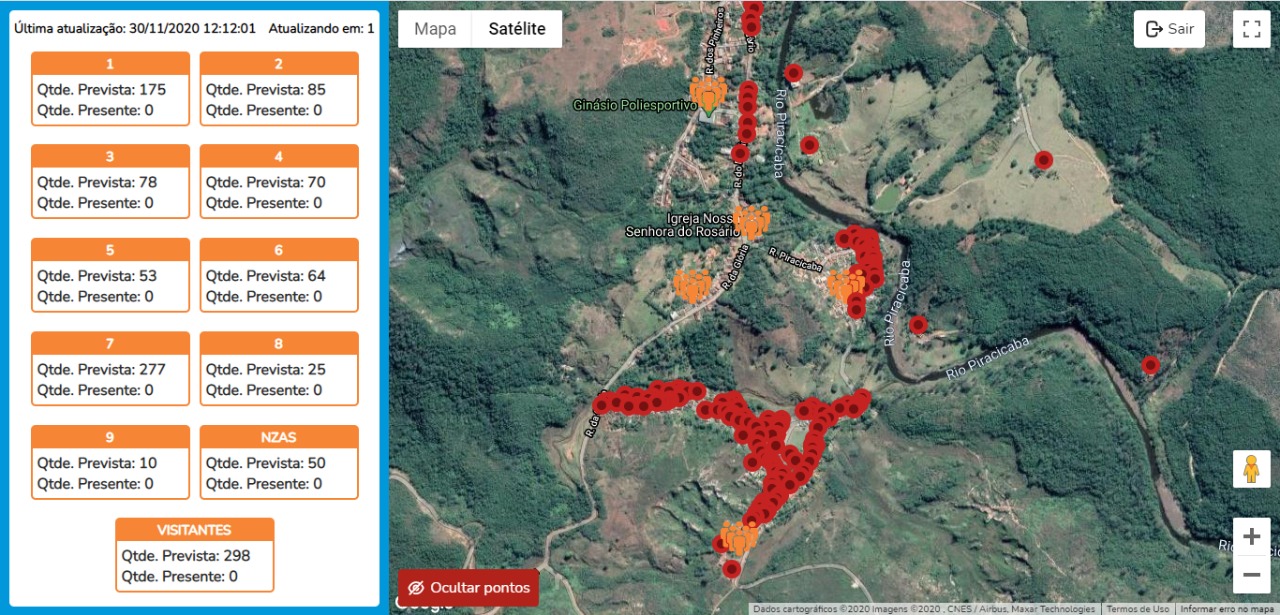 Última atualização: 30/11/2020 12:12:01 Atualizando em: 1
1
Qtde. Prevista: 175
Qtde. Presente: 0
2
Qtde. Prevista: 85
Qtde. Presente: 0
3
Qtde. Prevista: 78
Qtde. Presente: 0
4
Qtde. Prevista: 70
Qtde. Presente: 0
5
Qtde. Prevista: 53
Qtde. Presente: 0
6
Qtde. Prevista: 64
Qtde. Presente: 0
7
Qtde. Prevista: 277
Qtde. Presente: 0
8
Qtde. Prevista: 25
Qtde. Presente: 0
9
Qtde. Prevista: 10
Qtde. Presente: 0
NZAS
Qtde. Prevista: 50
Qtde. Presente: 0
VISITANTES
Qtde. Prevista: 298
Qtde. Presente: 0
Mapa Satélite
Sair
R. dos Pinheiros
Ginásio Poliesportivo
Rio Piracicaba
R. do
Igreja Nossa
Senhora do Rosário
R. da Glória
R. Piracicaba
Rio Piracicaba
Rio Piracicaba
R. da
Ocultar pontos
Google
Dados cartográficos ©2020 Imagens ©2020 , CNES / Airbus, Maxar Technologies
Termos de Uso
Informar erro no mapa